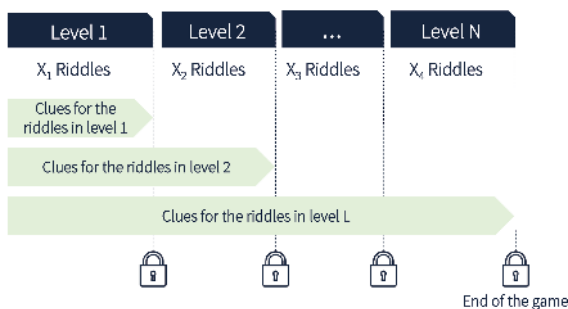 Level 1
Level 2
...
Level N
X₁ Riddles
X₂ Riddles
X₃ Riddles
X₄ Riddles
Clues for the
riddles in level 1
Clues for the riddles in level 2
Clues for the riddles in level L
End of the game